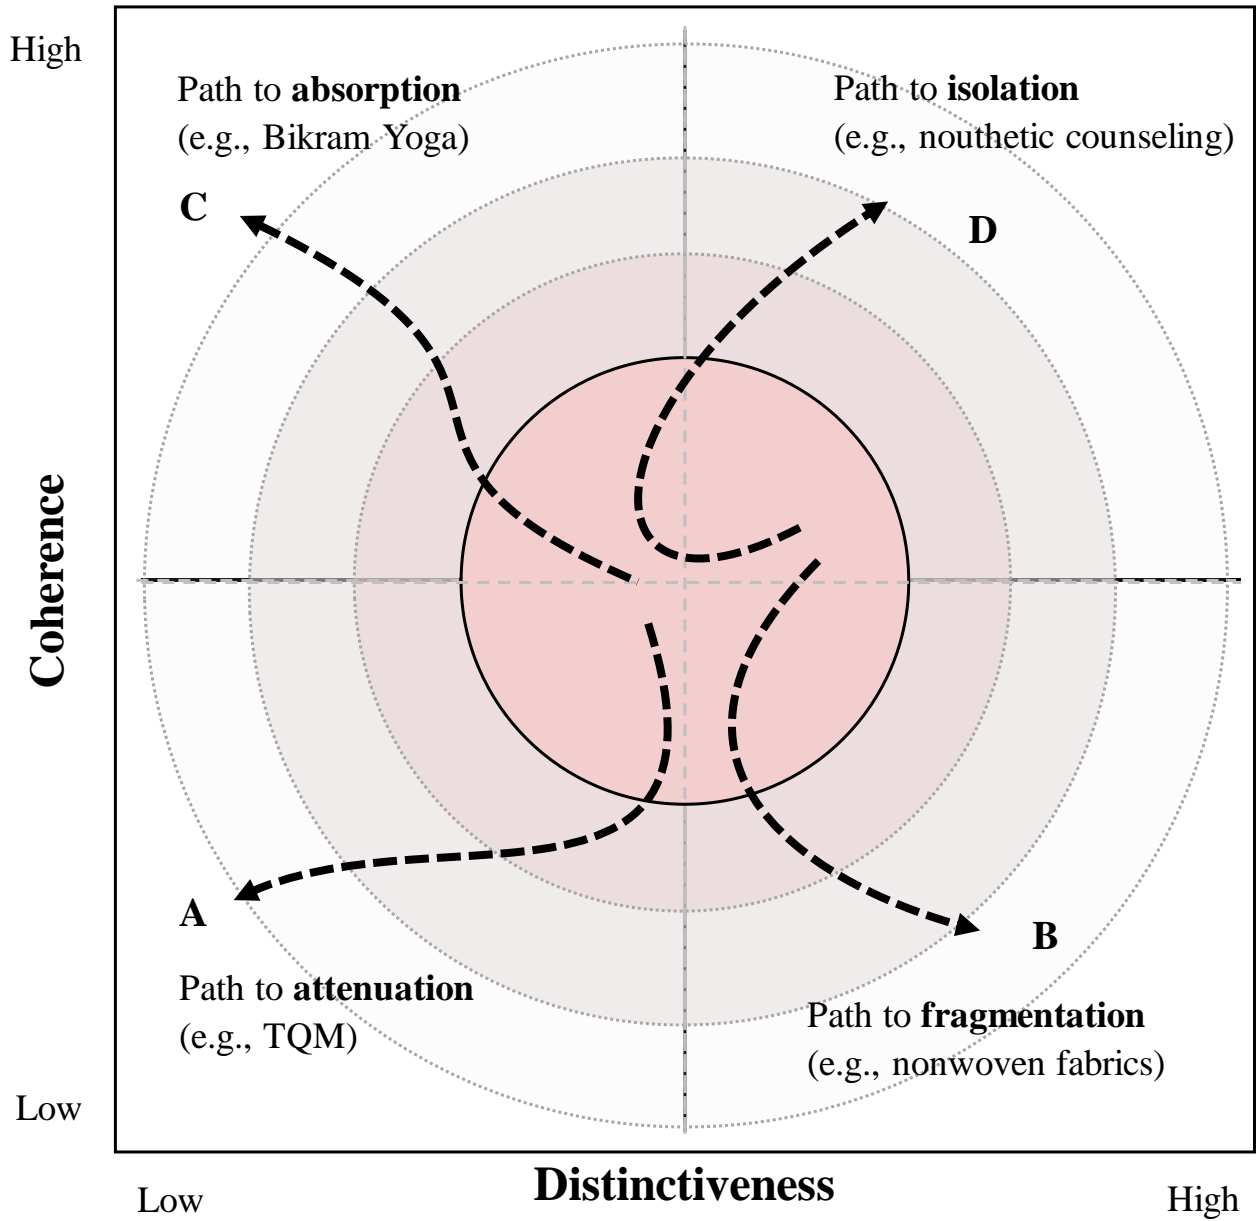 High
Path to absorption
(e.g., Bikram Yoga)
C
Path to isolation
(e.g., nouthetic counseling)
D
Coherence
A
Path to attenuation
(e.g., TQM)
B
Path to fragmentation
(e.g., nonwoven fabrics)
Low
Low
Distinctiveness
High